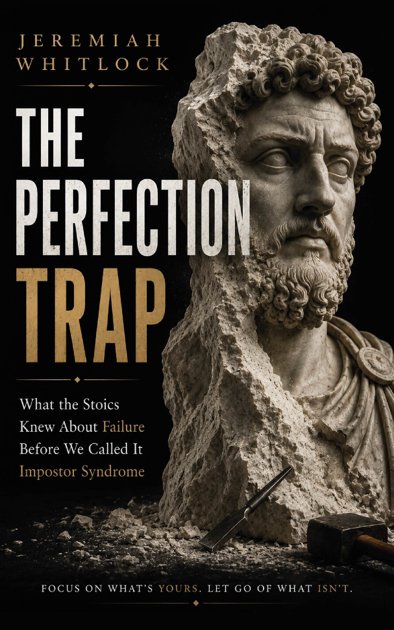 JEREMIAH
WHITLOCK
THE
PERFECTION
TRAP
What the Stoics
Knew About Failure
Before We Called It
Impostor Syndrome
FOCUS ON WHAT'S YOURS. LET GO OF WHAT ISN'T.